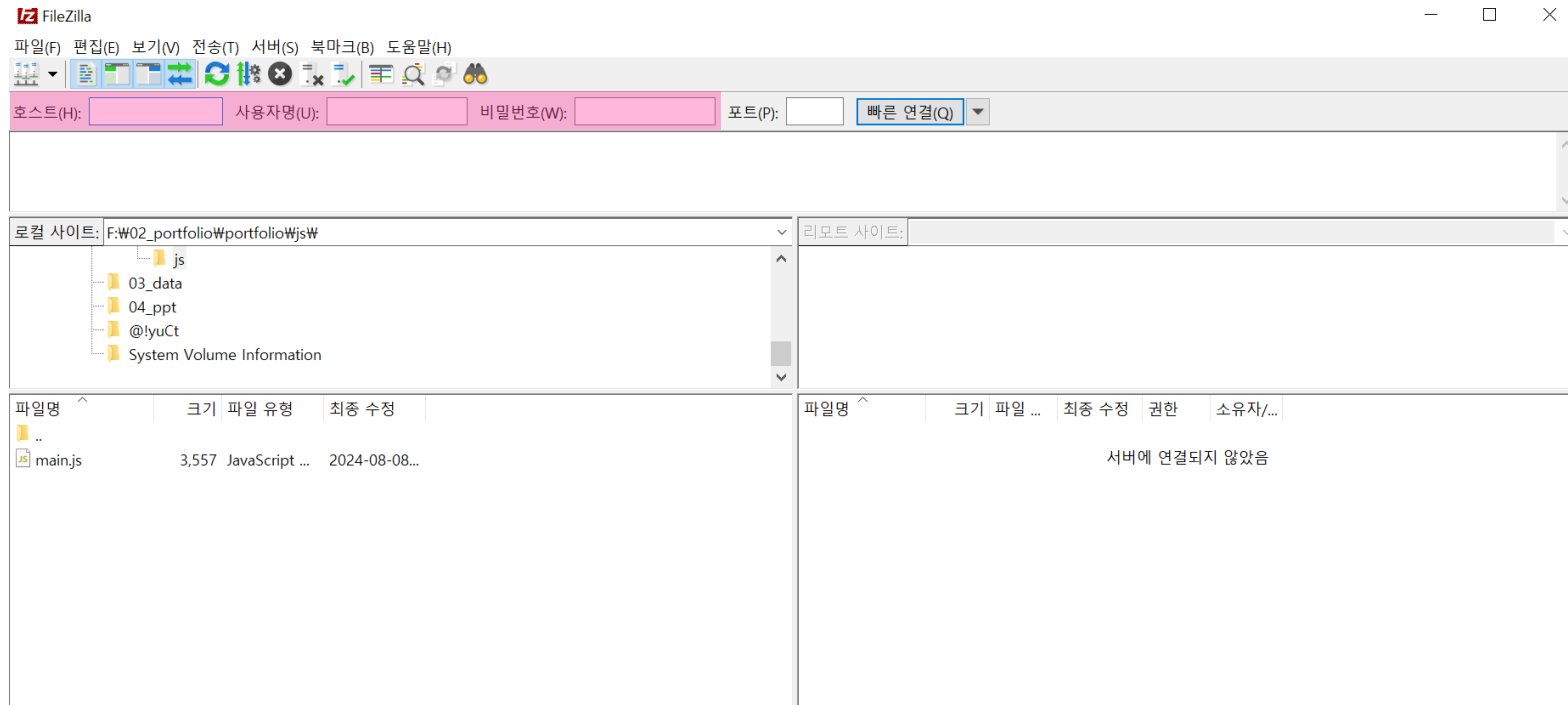 FileZilla
파일(F) 편집(E) 보기(V) 전송(T) 서버(S) 북마크(B) 도움말(H)
호스트(H): 사용자명(U): 비밀번호(W): 포트(P): 빠른 연결(Q)
로컬 사이트: F:₩02_portfolio₩portfolio₩js₩
js
03_data
04_ppt
@!yuCt
System Volume Information
파일명 크기 파일 유형 최종 수정
..
main.js 3,557 JavaScript ... 2024-08-08...
리모트 사이트:
파일명 크기 파일 ... 최종 수정 권한 소유자/...
서버에 연결되지 않았음